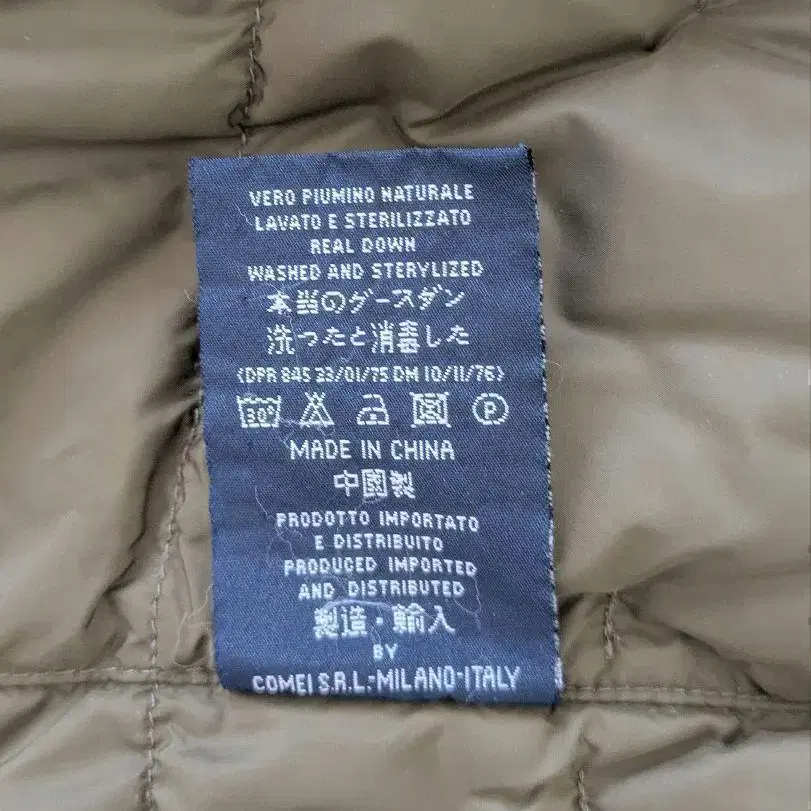 VERO PIUMINO NATURALE
LAVATO E STERILIZZATO
REAL DOWN
WASHED AND STERYLIZED
本当のゲースダン
洗ったと消毒した
(DPR 845 23/01/75 DM 10/11/76)
30° P
MADE IN CHINA
中國製
PRODOTTO IMPORTATO
E DISTRIBUITO
PRODUCED IMPORTED
AND DISTRIBUTED
製造・輸入
BY
COMEI S.R.L.-MILANO-ITALY